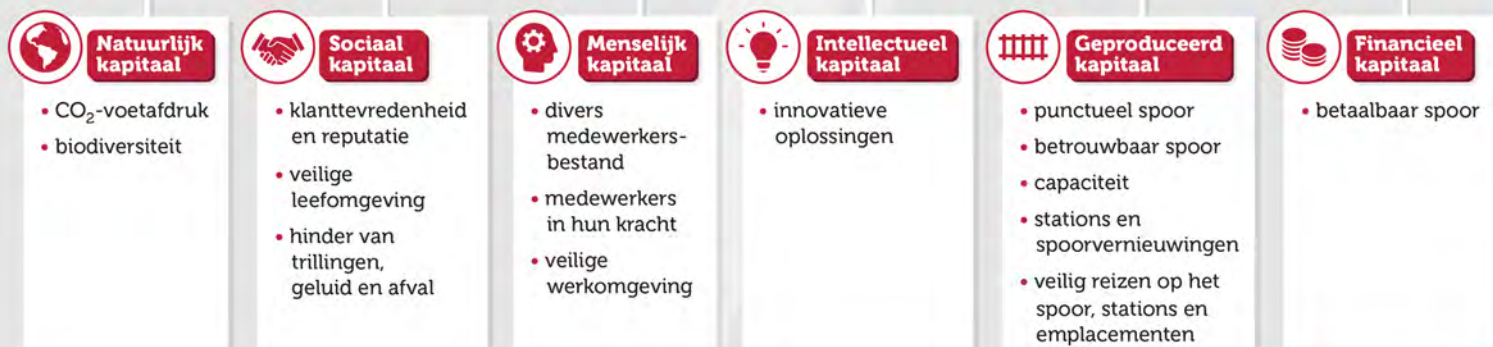 Natuurlijk
kapitaal
• CO₂-voetafdruk
• biodiversiteit
Sociaal
kapitaal
• klanttevredenheid
en reputatie
• veilige
leefomgeving
• hinder van
trillingen,
geluid en afval
Menselijk
kapitaal
• divers
medewerkers-
bestand
• medewerkers
in hun kracht
• veilige
werkomgeving
Intellectueel
kapitaal
• innovatieve
oplossingen
Geproduceerd
kapitaal
• punctueel spoor
• betrouwbaar spoor
• capaciteit
• stations en
spoorvernieuwingen
• veilig reizen op het
spoor, stations en
emplacementen
Financieel
kapitaal
• betaalbaar spoor